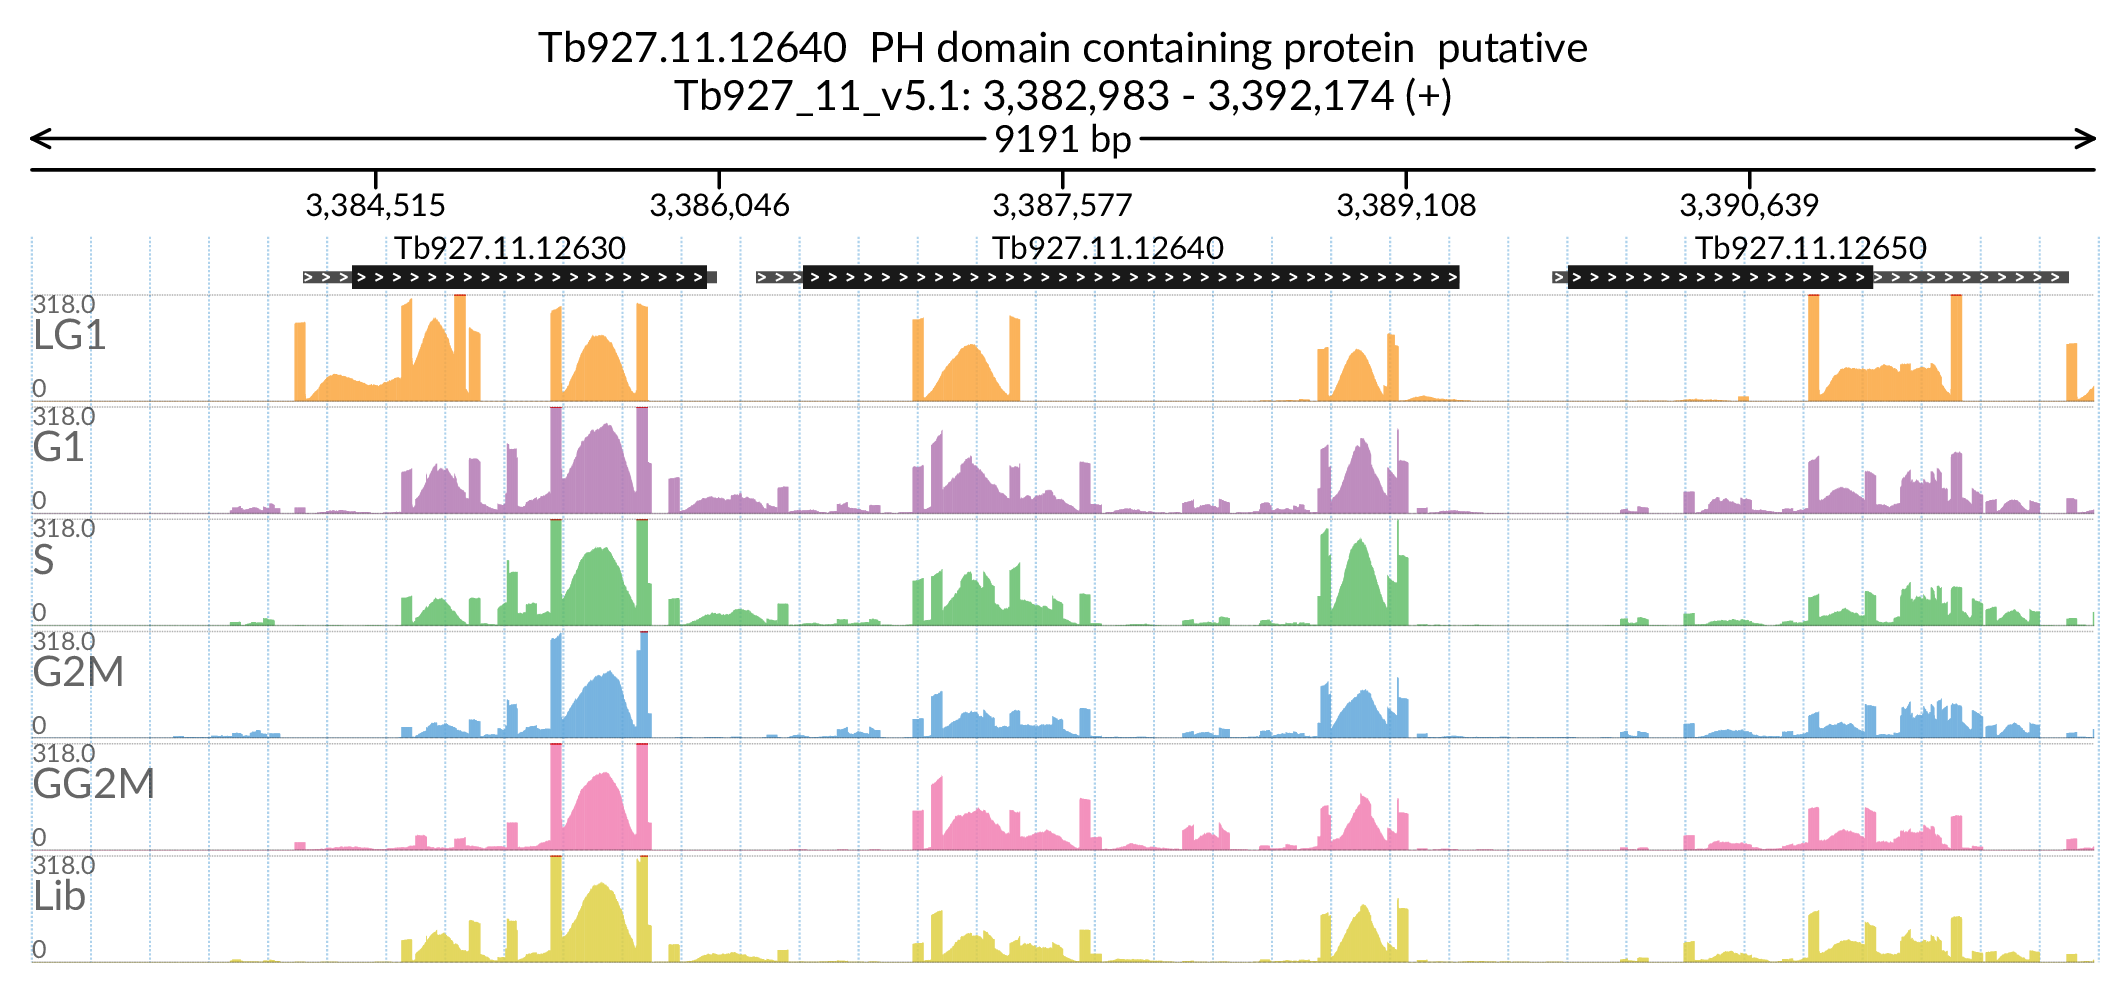 Tb927.11.12640  PH domain containing protein  putative
Tb927_11_v5.1: 3,382,983 - 3,392,174 (+)
9191 bp
3,384,515 3,386,046 3,387,577 3,389,108 3,390,639
Tb927.11.12630 Tb927.11.12640 Tb927.11.12650
318.0
LG1
0
318.0
G1
0
318.0
S
0
318.0
G2M
0
318.0
GG2M
0
318.0
Lib
0